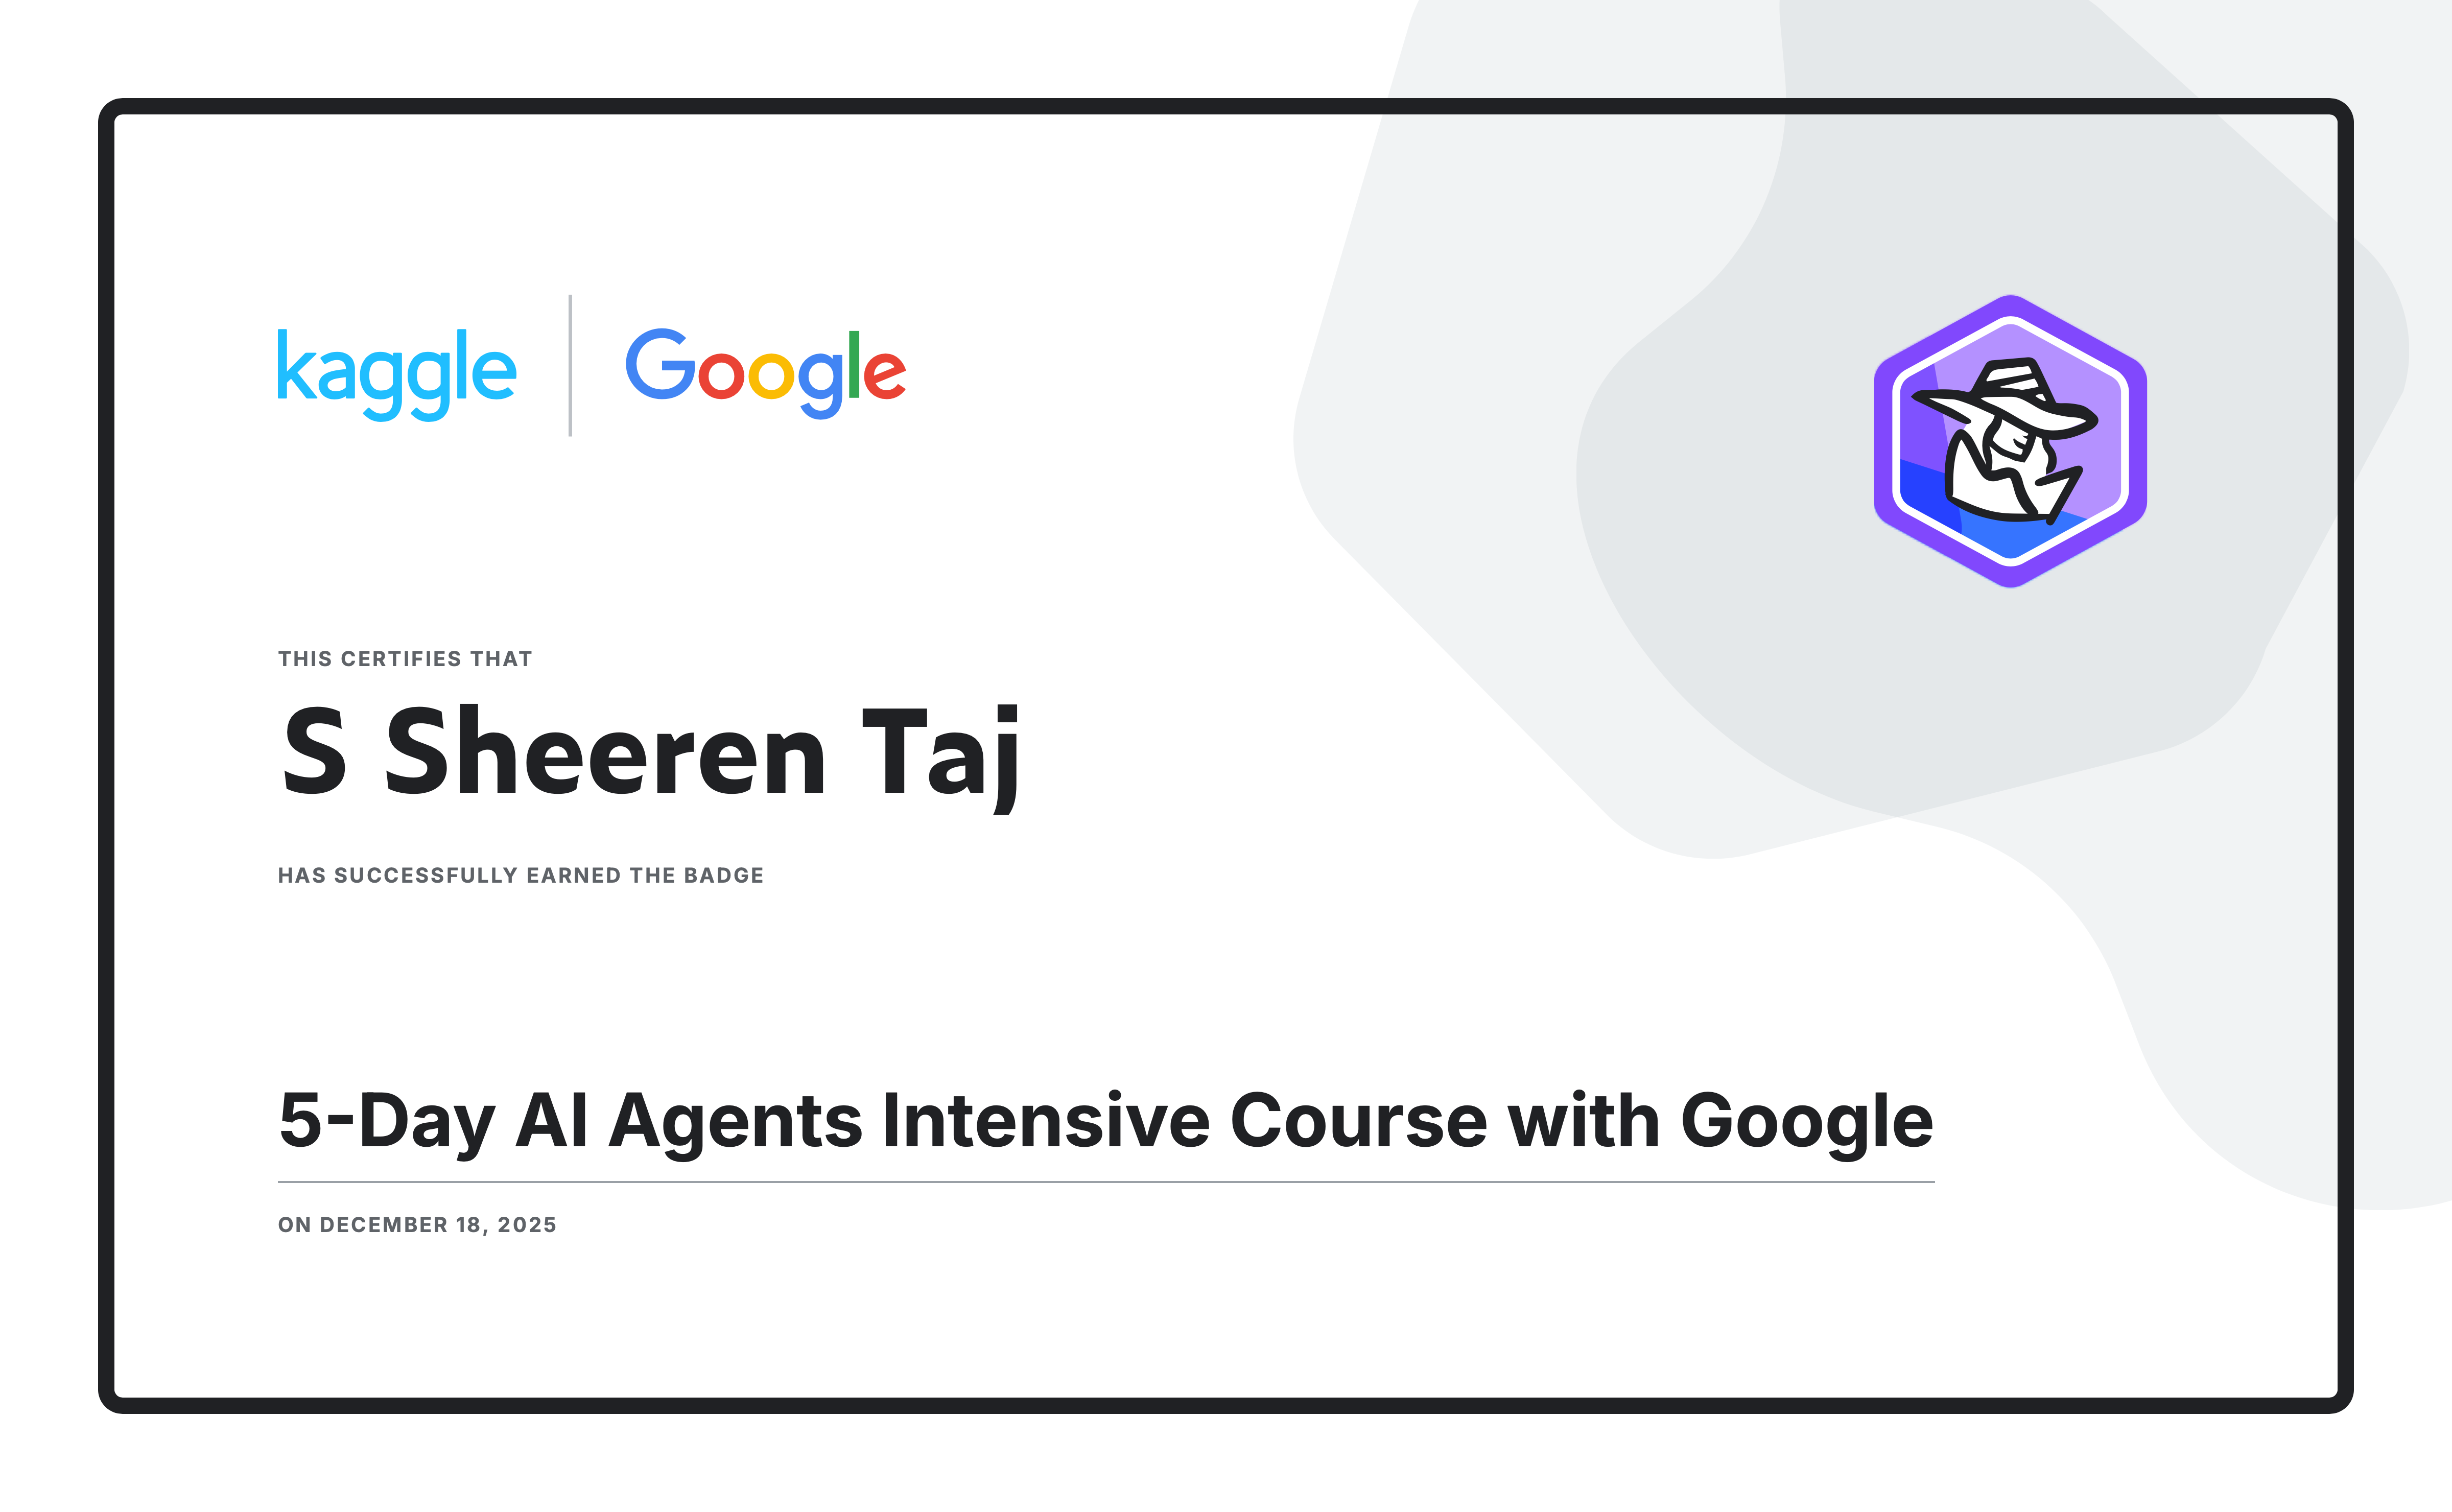 kaggle | Google
THIS CERTIFIES THAT
S Sheeren Taj
HAS SUCCESSFULLY EARNED THE BADGE
5-Day AI Agents Intensive Course with Google
ON DECEMBER 18, 2025